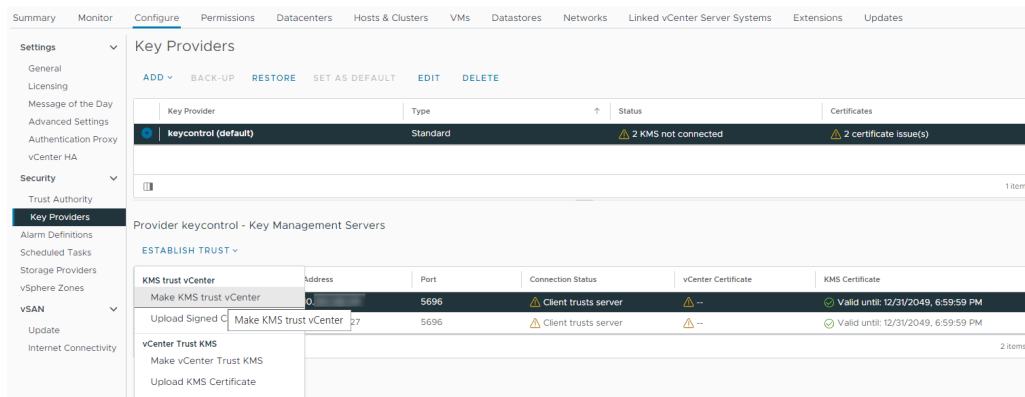 Summary Monitor Configure Permissions Datacenters Hosts & Clusters VMs Datastores Networks Linked vCenter Server Systems Extensions Updates
Settings
General
Licensing
Message of the Day
Advanced Settings
Authentication Proxy
vCenter HA
Security
Trust Authority
Key Providers
Alarm Definitions
Scheduled Tasks
Storage Providers
vSphere Zones
vSAN
Update
Internet Connectivity
Key Providers
ADD BACK-UP RESTORE SET AS DEFAULT EDIT DELETE
Key Provider Type Status Certificates
keycontrol (default) Standard 2 KMS not connected 2 certificate issue(s)
1 item
Provider keycontrol - Key Management Servers
ESTABLISH TRUST
Address Port Connection Status vCenter Certificate KMS Certificate
5696 Client trusts server -- Valid until: 12/31/2049, 6:59:59 PM
27 5696 Client trusts server -- Valid until: 12/31/2049, 6:59:59 PM
2 items
KMS trust vCenter
Make KMS trust vCenter
Upload Signed C
Make KMS trust vCenter
vCenter Trust KMS
Make vCenter Trust KMS
Upload KMS Certificate